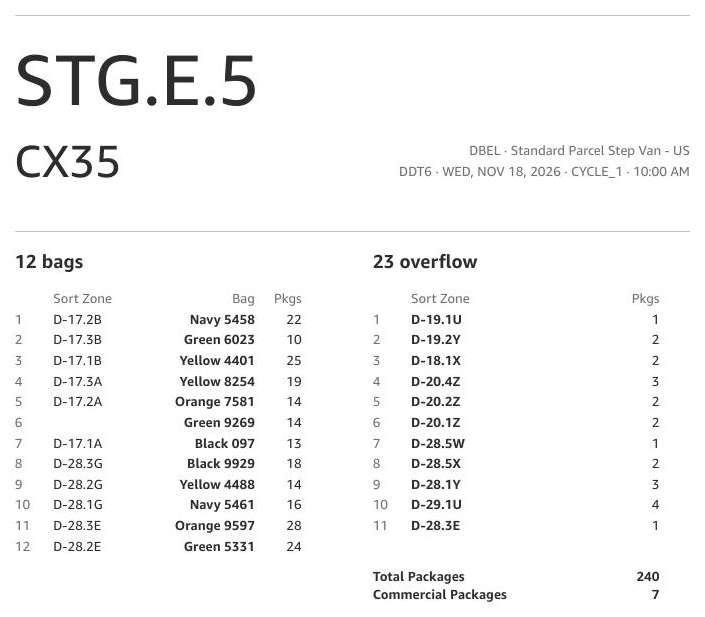 STG.E.5
CX35
DBEL · Standard Parcel Step Van - US
DDT6 · WED, NOV 18, 2026 · CYCLE_1 · 10:00 AM
12 bags
Sort Zone Bag Pkgs
1 D-17.2B Navy 5458 22
2 D-17.3B Green 6023 10
3 D-17.1B Yellow 4401 25
4 D-17.3A Yellow 8254 19
5 D-17.2A Orange 7581 14
6 Green 9269 14
7 D-17.1A Black 097 13
8 D-28.3G Black 9929 18
9 D-28.2G Yellow 4488 14
10 D-28.1G Navy 5461 16
11 D-28.3E Orange 9597 28
12 D-28.2E Green 5331 24
23 overflow
Sort Zone Pkgs
1 D-19.1U 1
2 D-19.2Y 2
3 D-18.1X 2
4 D-20.4Z 3
5 D-20.2Z 2
6 D-20.1Z 2
7 D-28.5W 1
8 D-28.5X 2
9 D-28.1Y 3
10 D-29.1U 4
11 D-28.3E 1
Total Packages 240
Commercial Packages 7